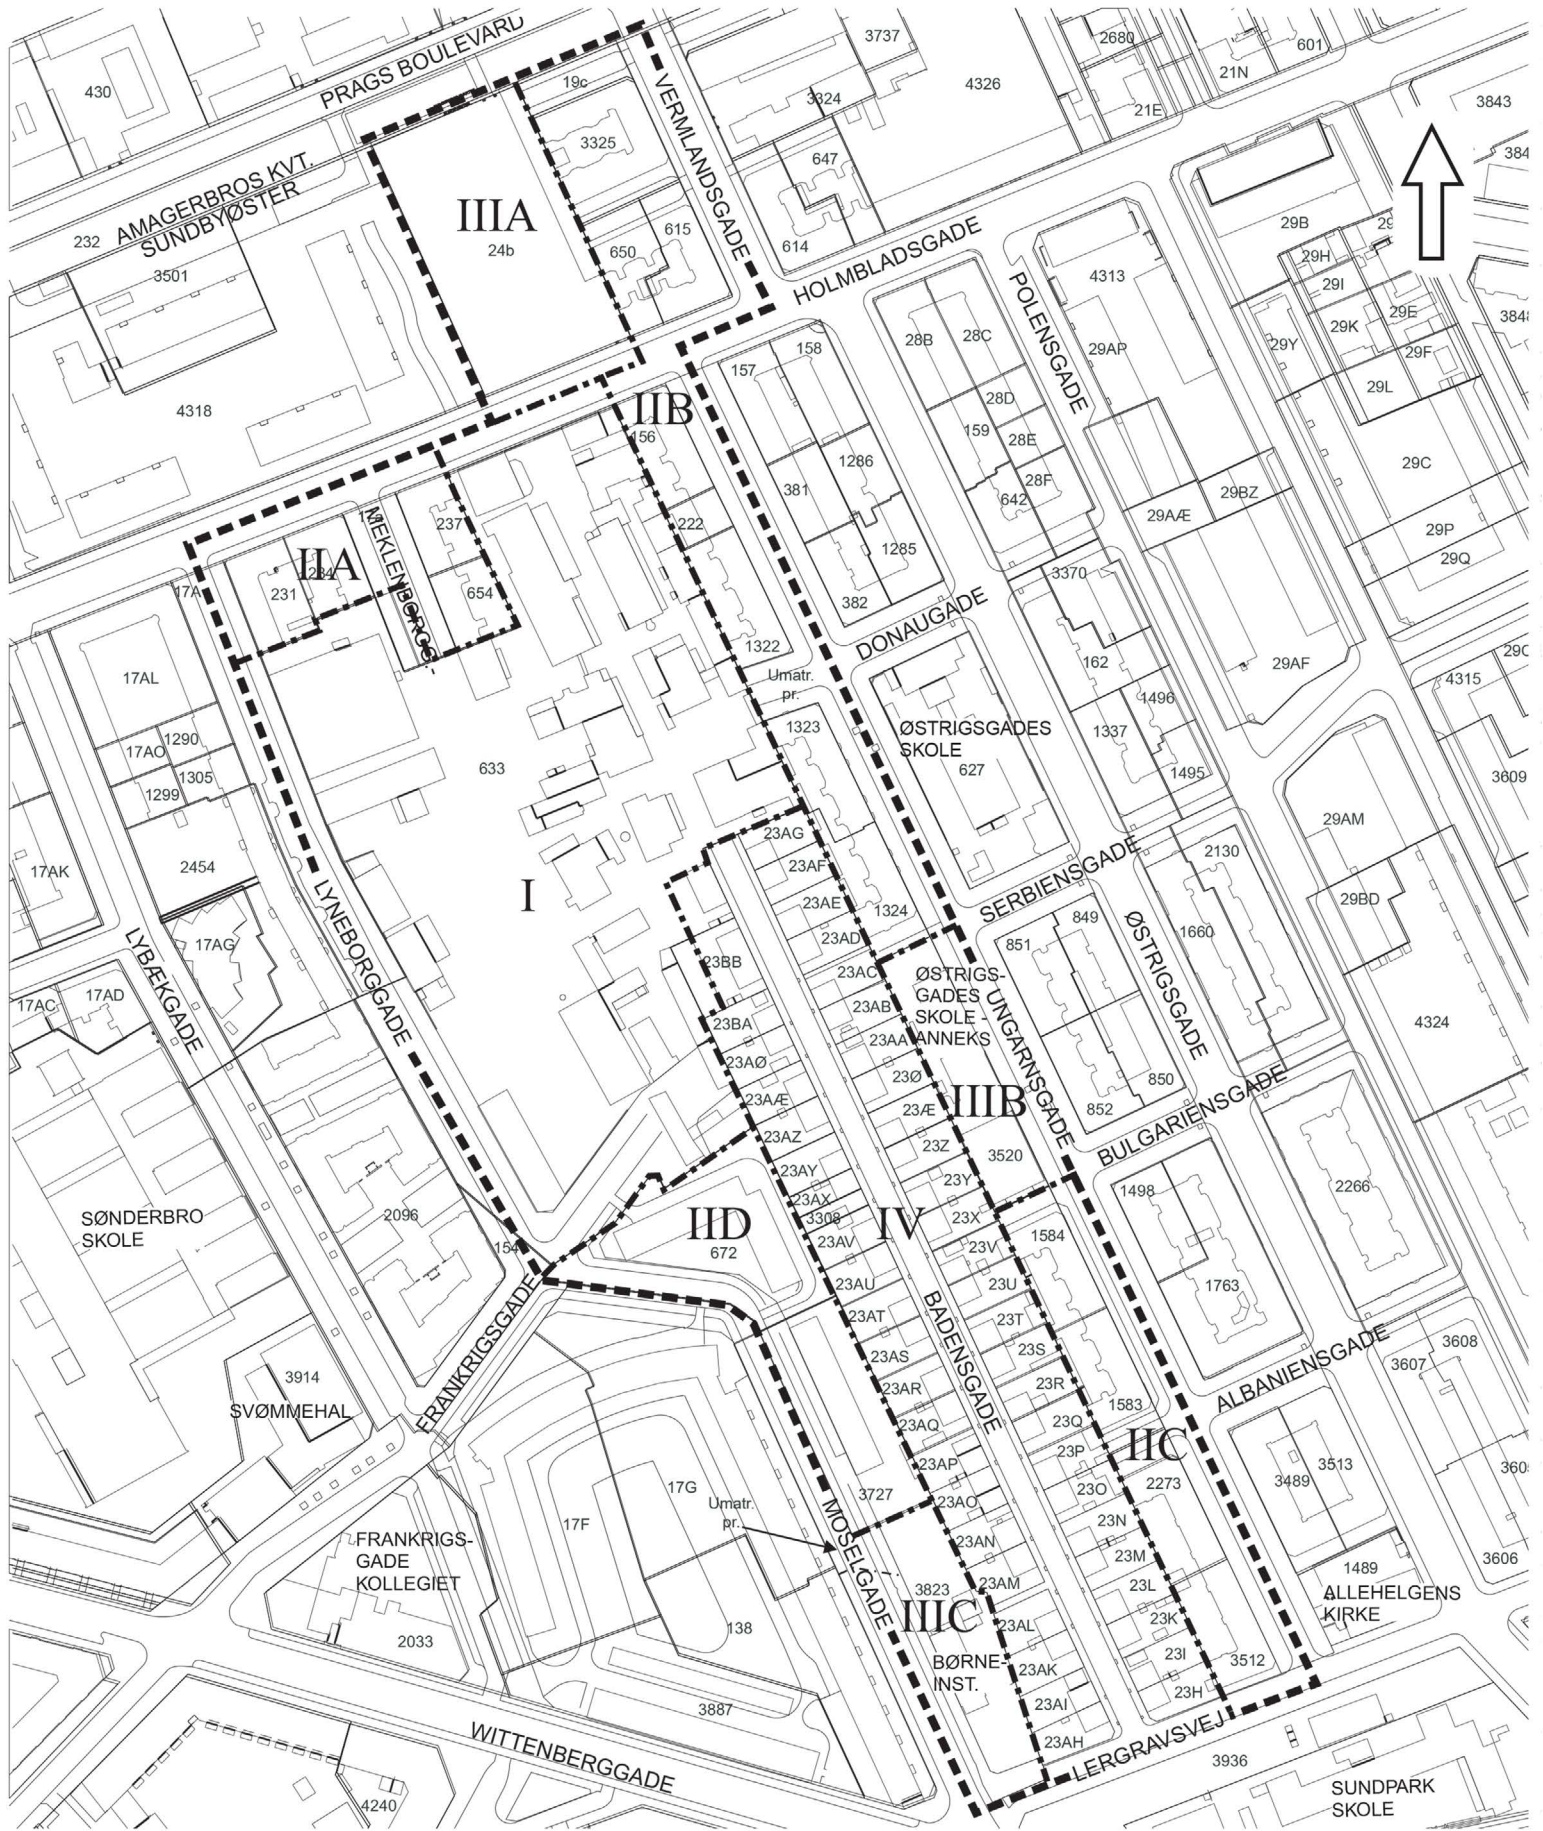 PRAGS BOULEVARD
430
3737
2680
601
21N
4326
3843
19c
3324
21E
3325
VERMLANDSGADE
647
AMAGERBROS KVT.
SUNDBYØSTER
232
3501
IIIA
24b
615
650
614
HOLMBLADSGADE
29B
29H
29I
29E
29K
29F
29Y
29L
POLENSGADE
4313
29AP
28B
28C
28D
159
28E
28F
642
158
157
IIB
156
4318
1286
381
1285
382
222
29C
29BZ
29AÆ
29P
29Q
237
MEKLENBORGG.
IIA
231
654
17A
3370
DONAUGADE
1322
Umatr.
pr.
162
29AF
4315
17AL
1290
17AO
1305
1299
1323
ØSTRIGSGADES
SKOLE
627
1496
1337
1495
3609
633
29AM
23AG
23AF
23AE
23AD
1324
SERBIENSGADE
2130
17AK
2454
I
LYNEBORGGADE
29BD
17AG
LYBÆKGADE
17AC
17AD
23BB
23BA
23AØ
23AÆ
23AZ
23AY
23AX
3308
23AV
23AU
23AT
23AS
23AR
23AQ
23AP
23AO
23AN
23AM
23AL
23AK
23AI
23AH
23AC
23AB
23AA
23Ø
23Æ
23Z
23Y
23X
23V
23U
23T
23S
23R
23Q
23P
23O
23N
23M
23L
23K
23I
23H
ØSTRIGS-
GADES
SKOLE -
ANNEKS
UNGARNSGADE
849
851
850
852
ØSTRIGSGADE
1660
4324
IIIB
3520
BULGARIENSGADE
1498
1763
2266
SØNDERBRO
SKOLE
2096
154
IID
672
IV
BADENSGADE
1584
1583
IIC
2273
3512
ALBANIENSGADE
3608
3607
3606
3489
3513
1489
ALLEHELGENS
KIRKE
3914
SVØMMEHAL
FRANKRIGSGADE
17G
17F
Umatr.
pr.
3727
MOSELGADE
FRANKRIGS-
GADE
KOLLEGIET
2033
138
3887
3823
IIIC
BØRNE-
INST.
WITTENBERGGADE
LERGRAVSVEJ
4240
3936
SUNDPARK
SKOLE